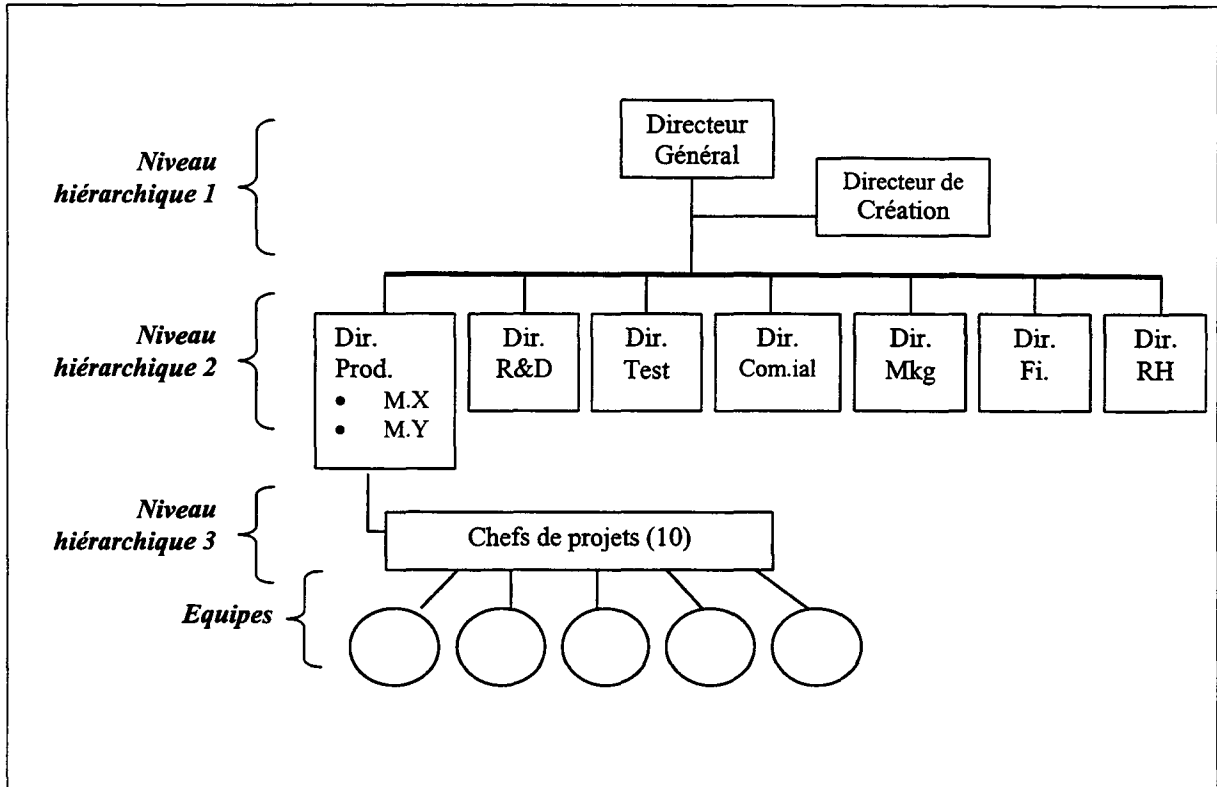 Directeur
Général
Niveau
hiérarchique 1
Directeur de
Création
Niveau
hiérarchique 2
Dir.
Prod.
• M.X
• M.Y
Dir.
R&D
Dir.
Test
Dir.
Com.ial
Dir.
Mkg
Dir.
Fi.
Dir.
RH
Niveau
hiérarchique 3
Chefs de projets (10)
Equipes